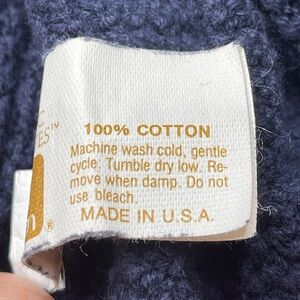 100% COTTON
Machine wash cold, gentle
cycle. Tumble dry low. Re-
move when damp. Do not
use bleach.
MADE IN U.S.A.